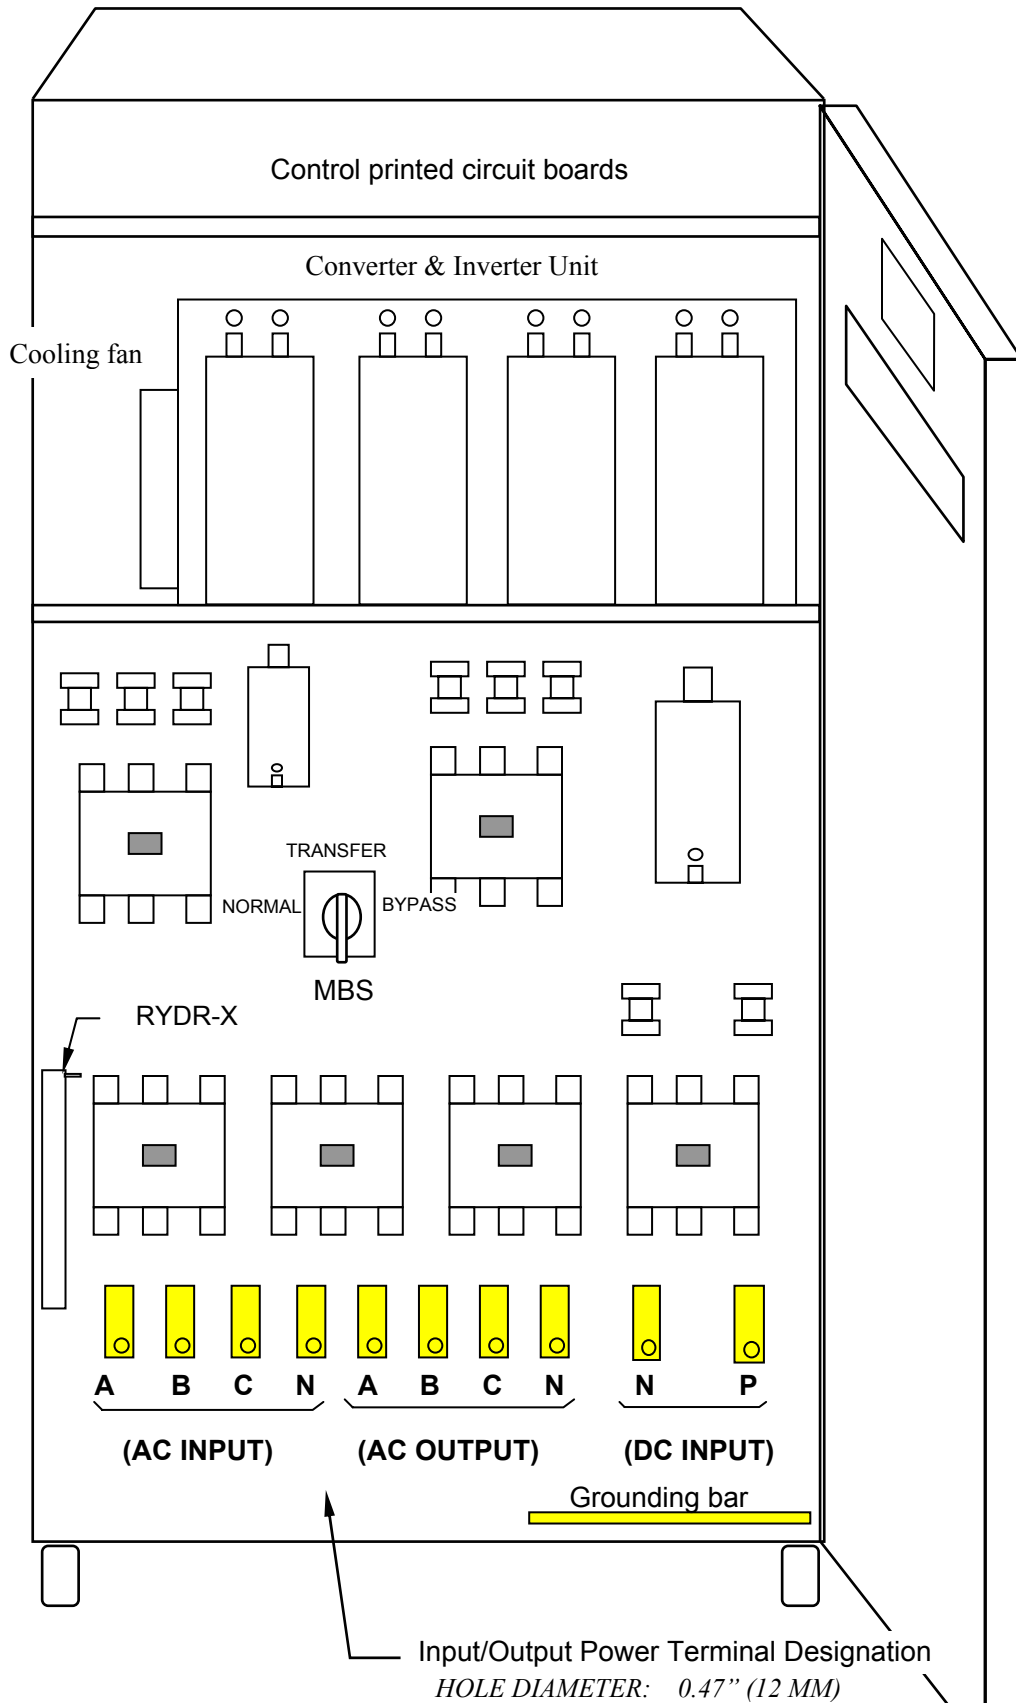 Control printed circuit boards
Converter & Inverter Unit
Cooling fan
TRANSFER
NORMAL
BYPASS
MBS
RYDR-X
A B C N A B C N N P
(AC INPUT) (AC OUTPUT) (DC INPUT)
Grounding bar
Input/Output Power Terminal Designation
HOLE DIAMETER: 0.47” (12 MM)